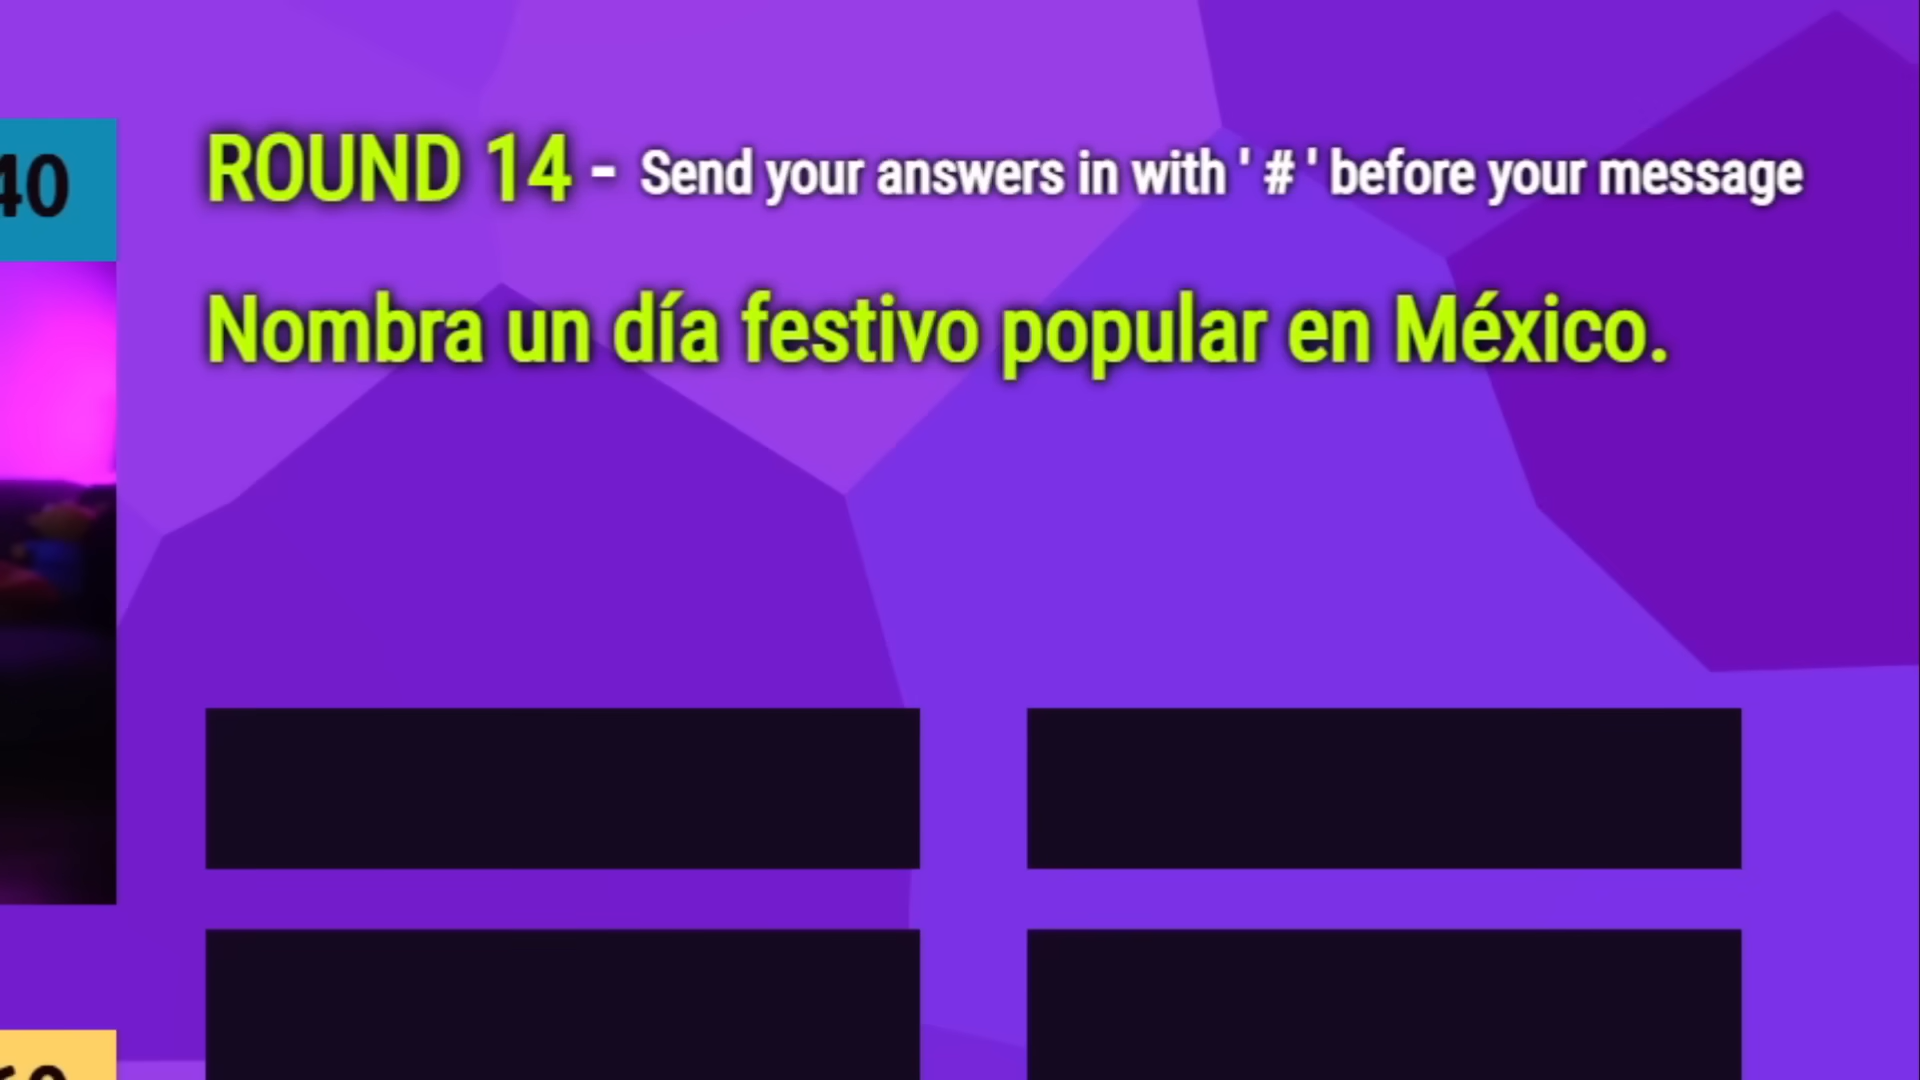 40
ROUND 14 - Send your answers in with ' # ' before your message
Nombra un día festivo popular en México.